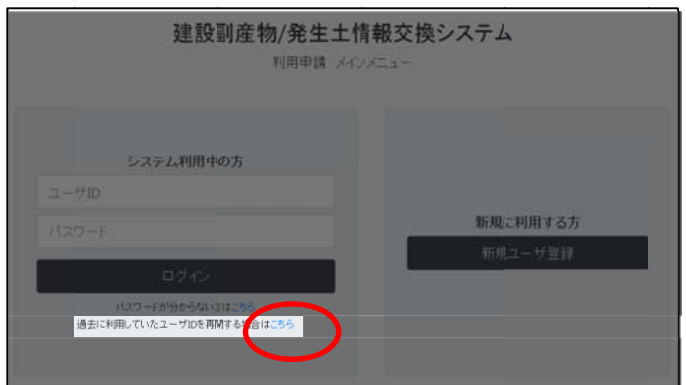 建設副産物/発生土情報交換システム
利用申請 メインメニュー
システム利用中の方
ユーザID
パスワード
ログイン
パスワードが分からない方はこちら
過去に利用していたユーザIDを再開する場合はこちら
新規に利用する方
新規ユーザ登録